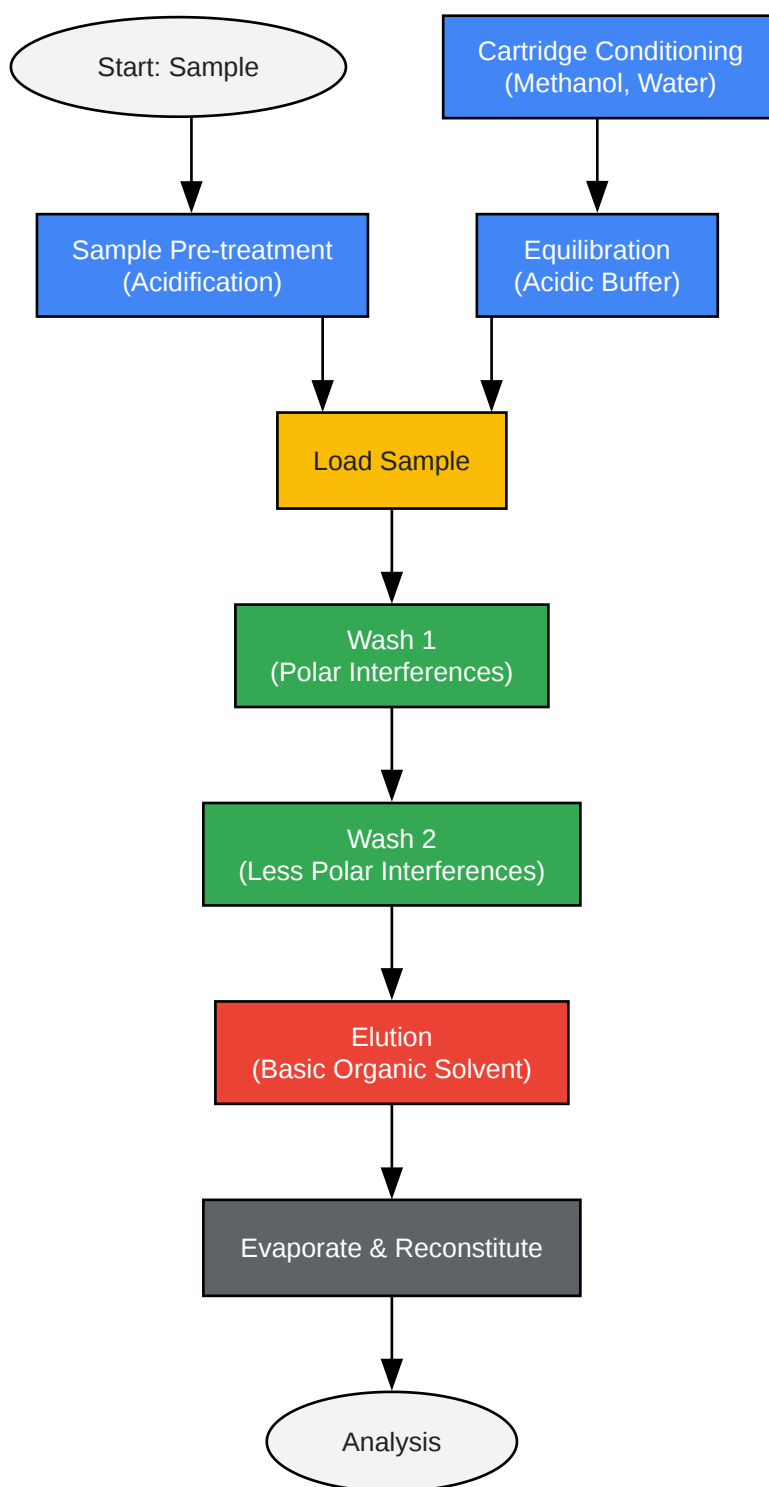 Start: Sample
Cartridge Conditioning
(Methanol, Water)
Sample Pre-treatment
(Acidification)
Equilibration
(Acidic Buffer)
Load Sample
Wash 1
(Polar Interferences)
Wash 2
(Less Polar Interferences)
Elution
(Basic Organic Solvent)
Evaporate & Reconstitute
Analysis